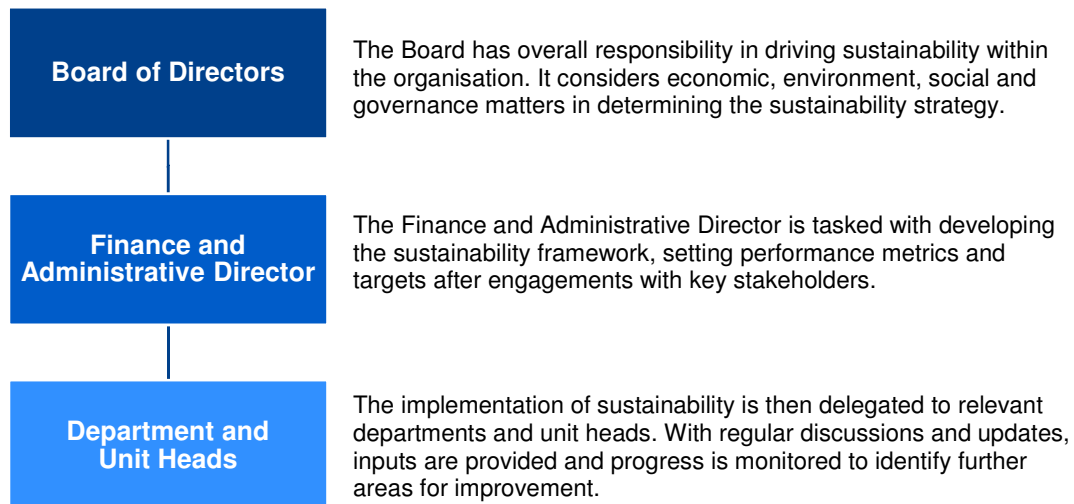 Board of Directors
The Board has overall responsibility in driving sustainability within
the organisation. It considers economic, environment, social and
governance matters in determining the sustainability strategy.
Finance and
Administrative Director
The Finance and Administrative Director is tasked with developing
the sustainability framework, setting performance metrics and
targets after engagements with key stakeholders.
Department and
Unit Heads
The implementation of sustainability is then delegated to relevant
departments and unit heads. With regular discussions and updates,
inputs are provided and progress is monitored to identify further
areas for improvement.